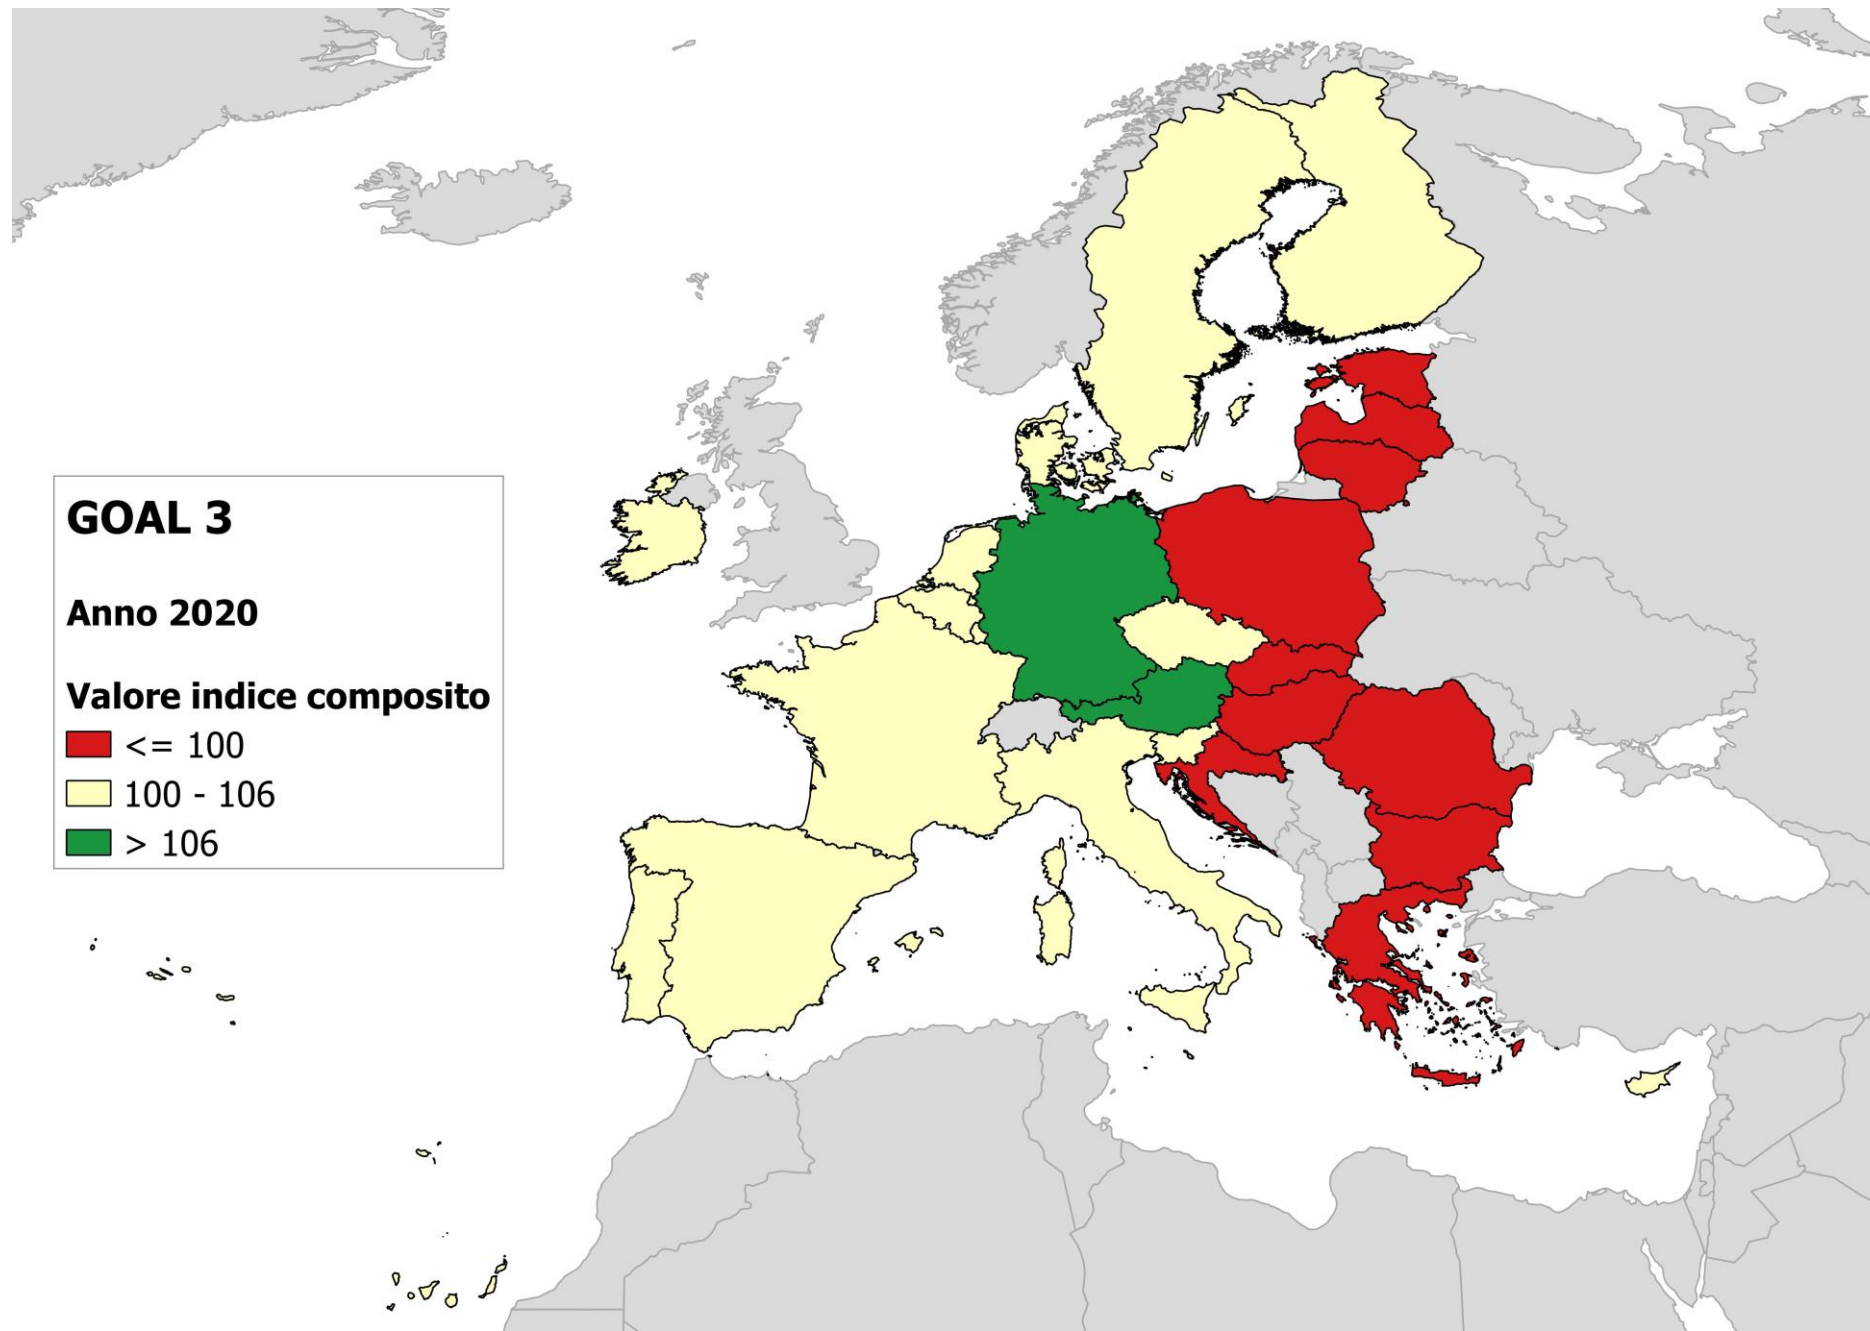 GOAL 3
Anno 2020
Valore indice composito
<= 100
100 - 106
> 106